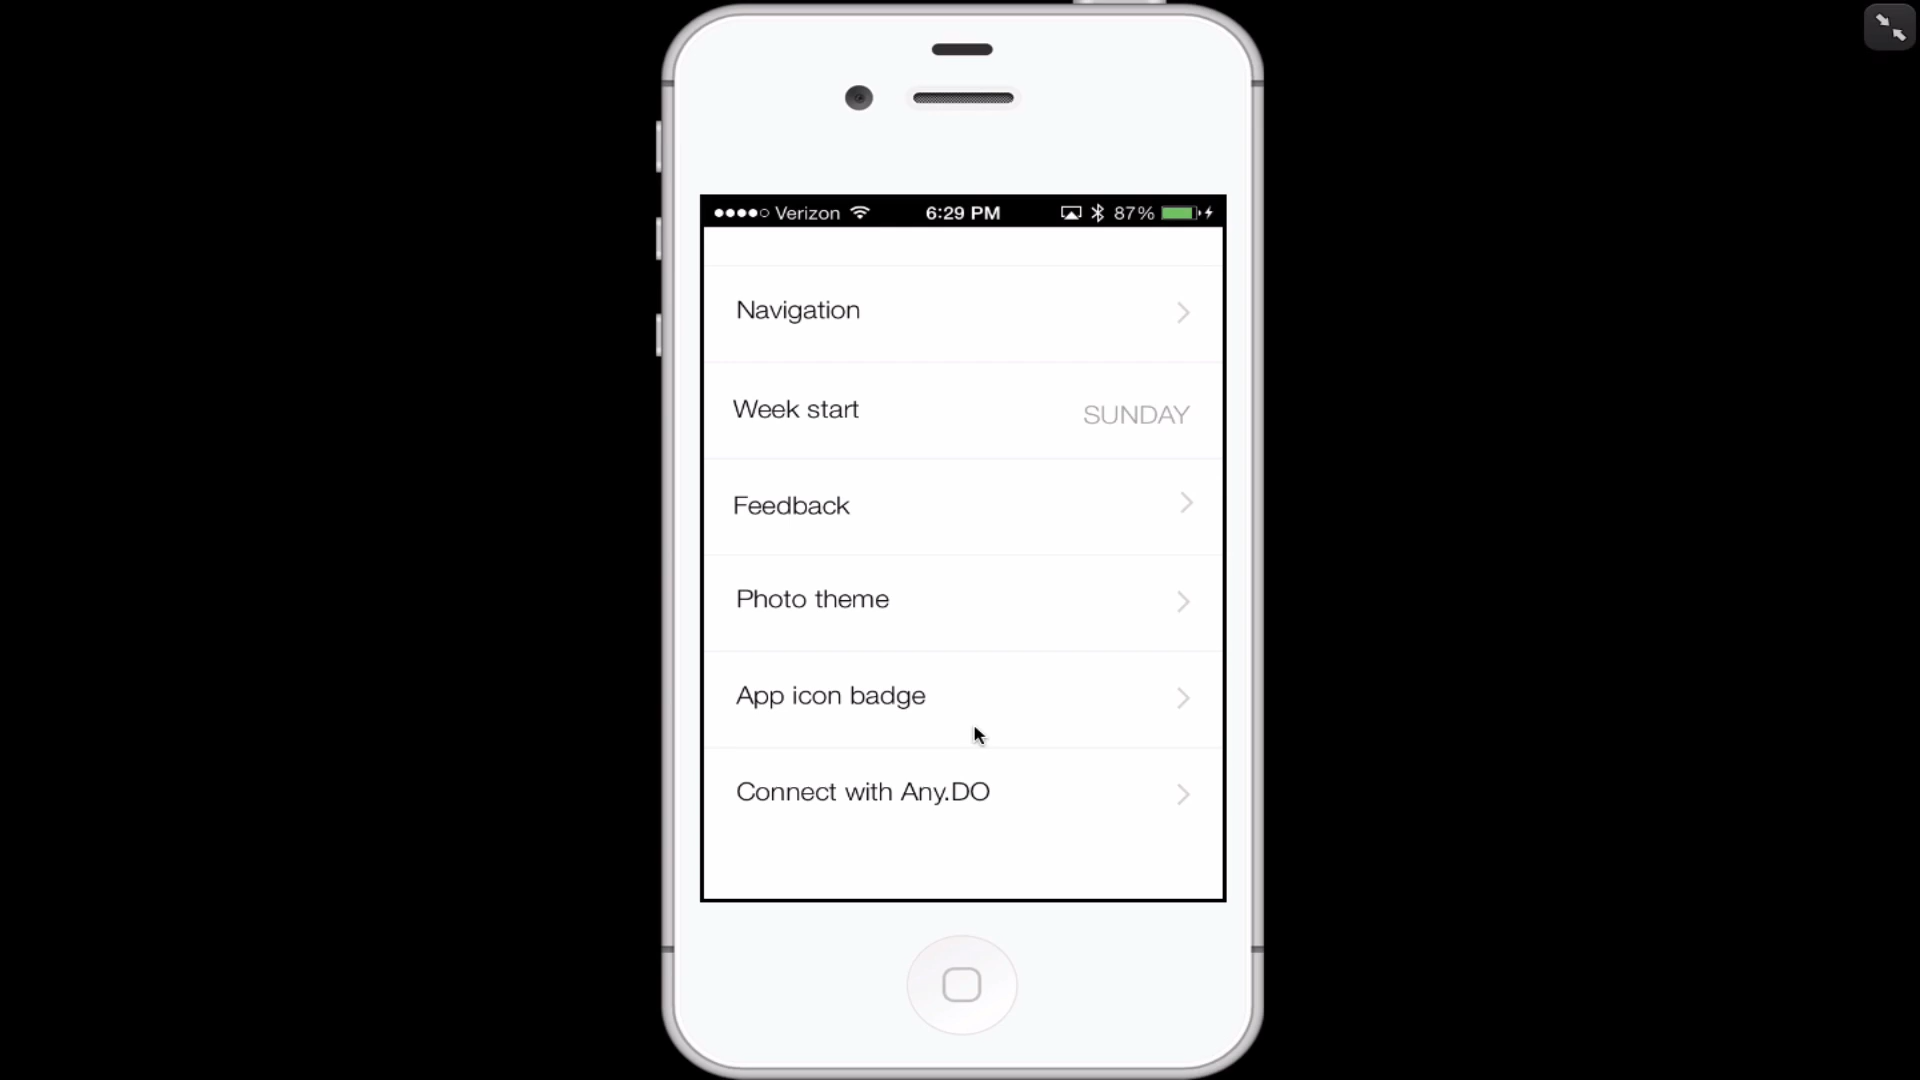 Verizon 6:29 PM 87%
Navigation
Week start SUNDAY
Feedback
Photo theme
App icon badge
Connect with Any.DO